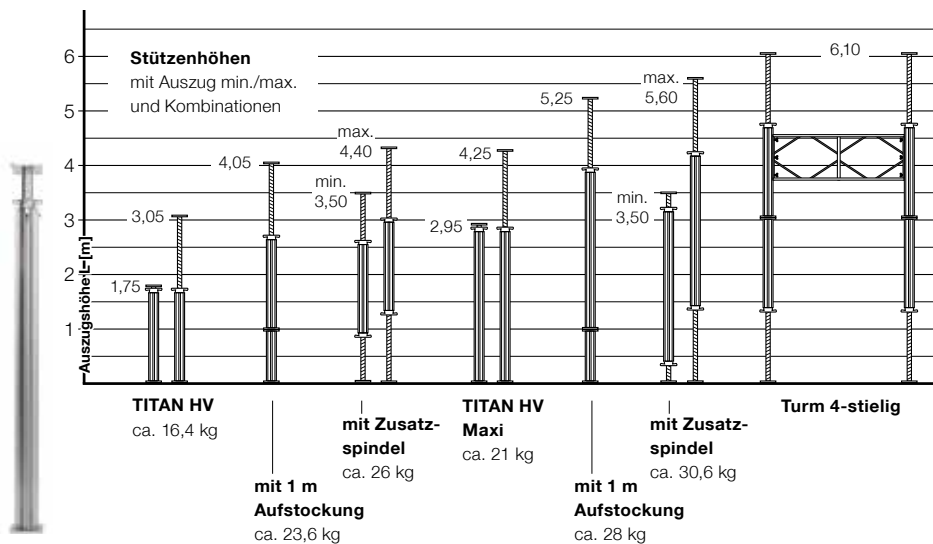 Stützenhöhen
mit Auszug min./max.
und Kombinationen
Auszugshöhe L [m]
6
5
4
3
2
1
1,75
3,05
4,05
min.
3,50
max.
4,40
2,95
4,25
5,25
min.
3,50
max.
5,60
6,10
TITAN HV
ca. 16,4 kg
mit 1 m
Aufstockung
ca. 23,6 kg
mit Zusatz-
spindel
ca. 26 kg
TITAN HV
Maxi
ca. 21 kg
mit 1 m
Aufstockung
ca. 28 kg
mit Zusatz-
spindel
ca. 30,6 kg
Turm 4-stielig